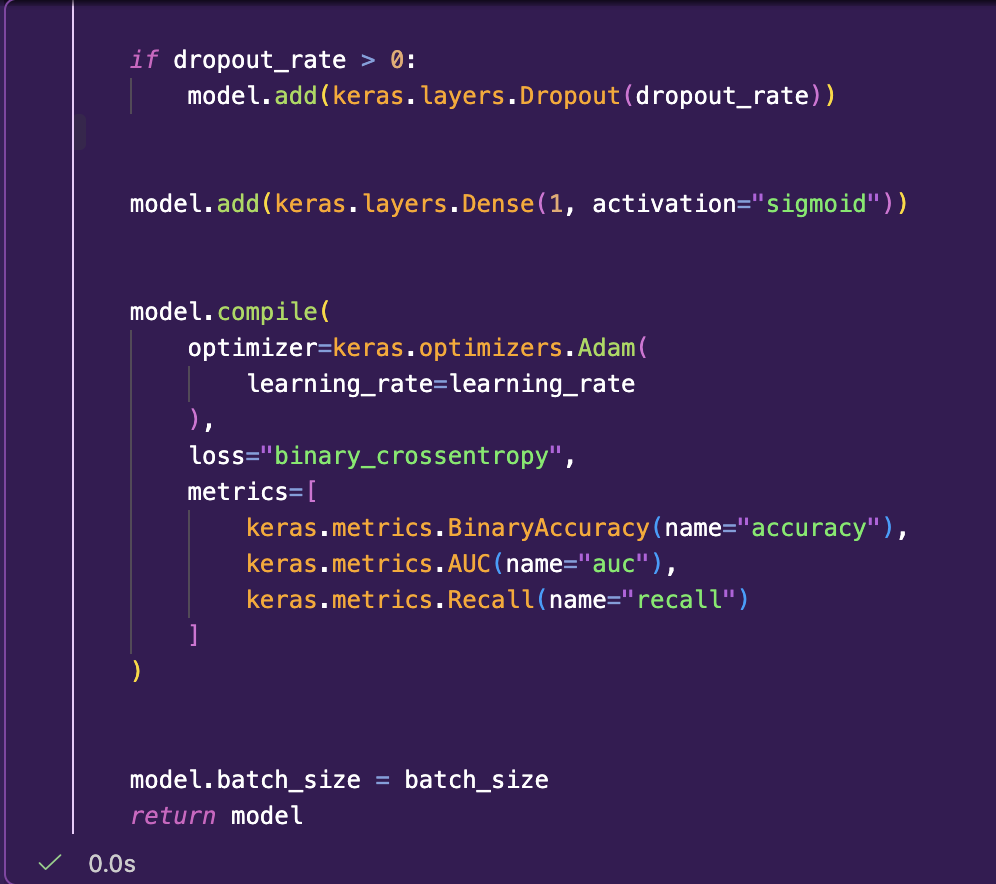 if dropout_rate > 0:
model.add(keras.layers.Dropout(dropout_rate))
model.add(keras.layers.Dense(1, activation="sigmoid"))
model.compile(
optimizer=keras.optimizers.Adam(
learning_rate=learning_rate
),
loss="binary_crossentropy",
metrics=[
keras.metrics.BinaryAccuracy(name="accuracy"),
keras.metrics.AUC(name="auc"),
keras.metrics.Recall(name="recall")
]
)
model.batch_size = batch_size
return model
0.0s